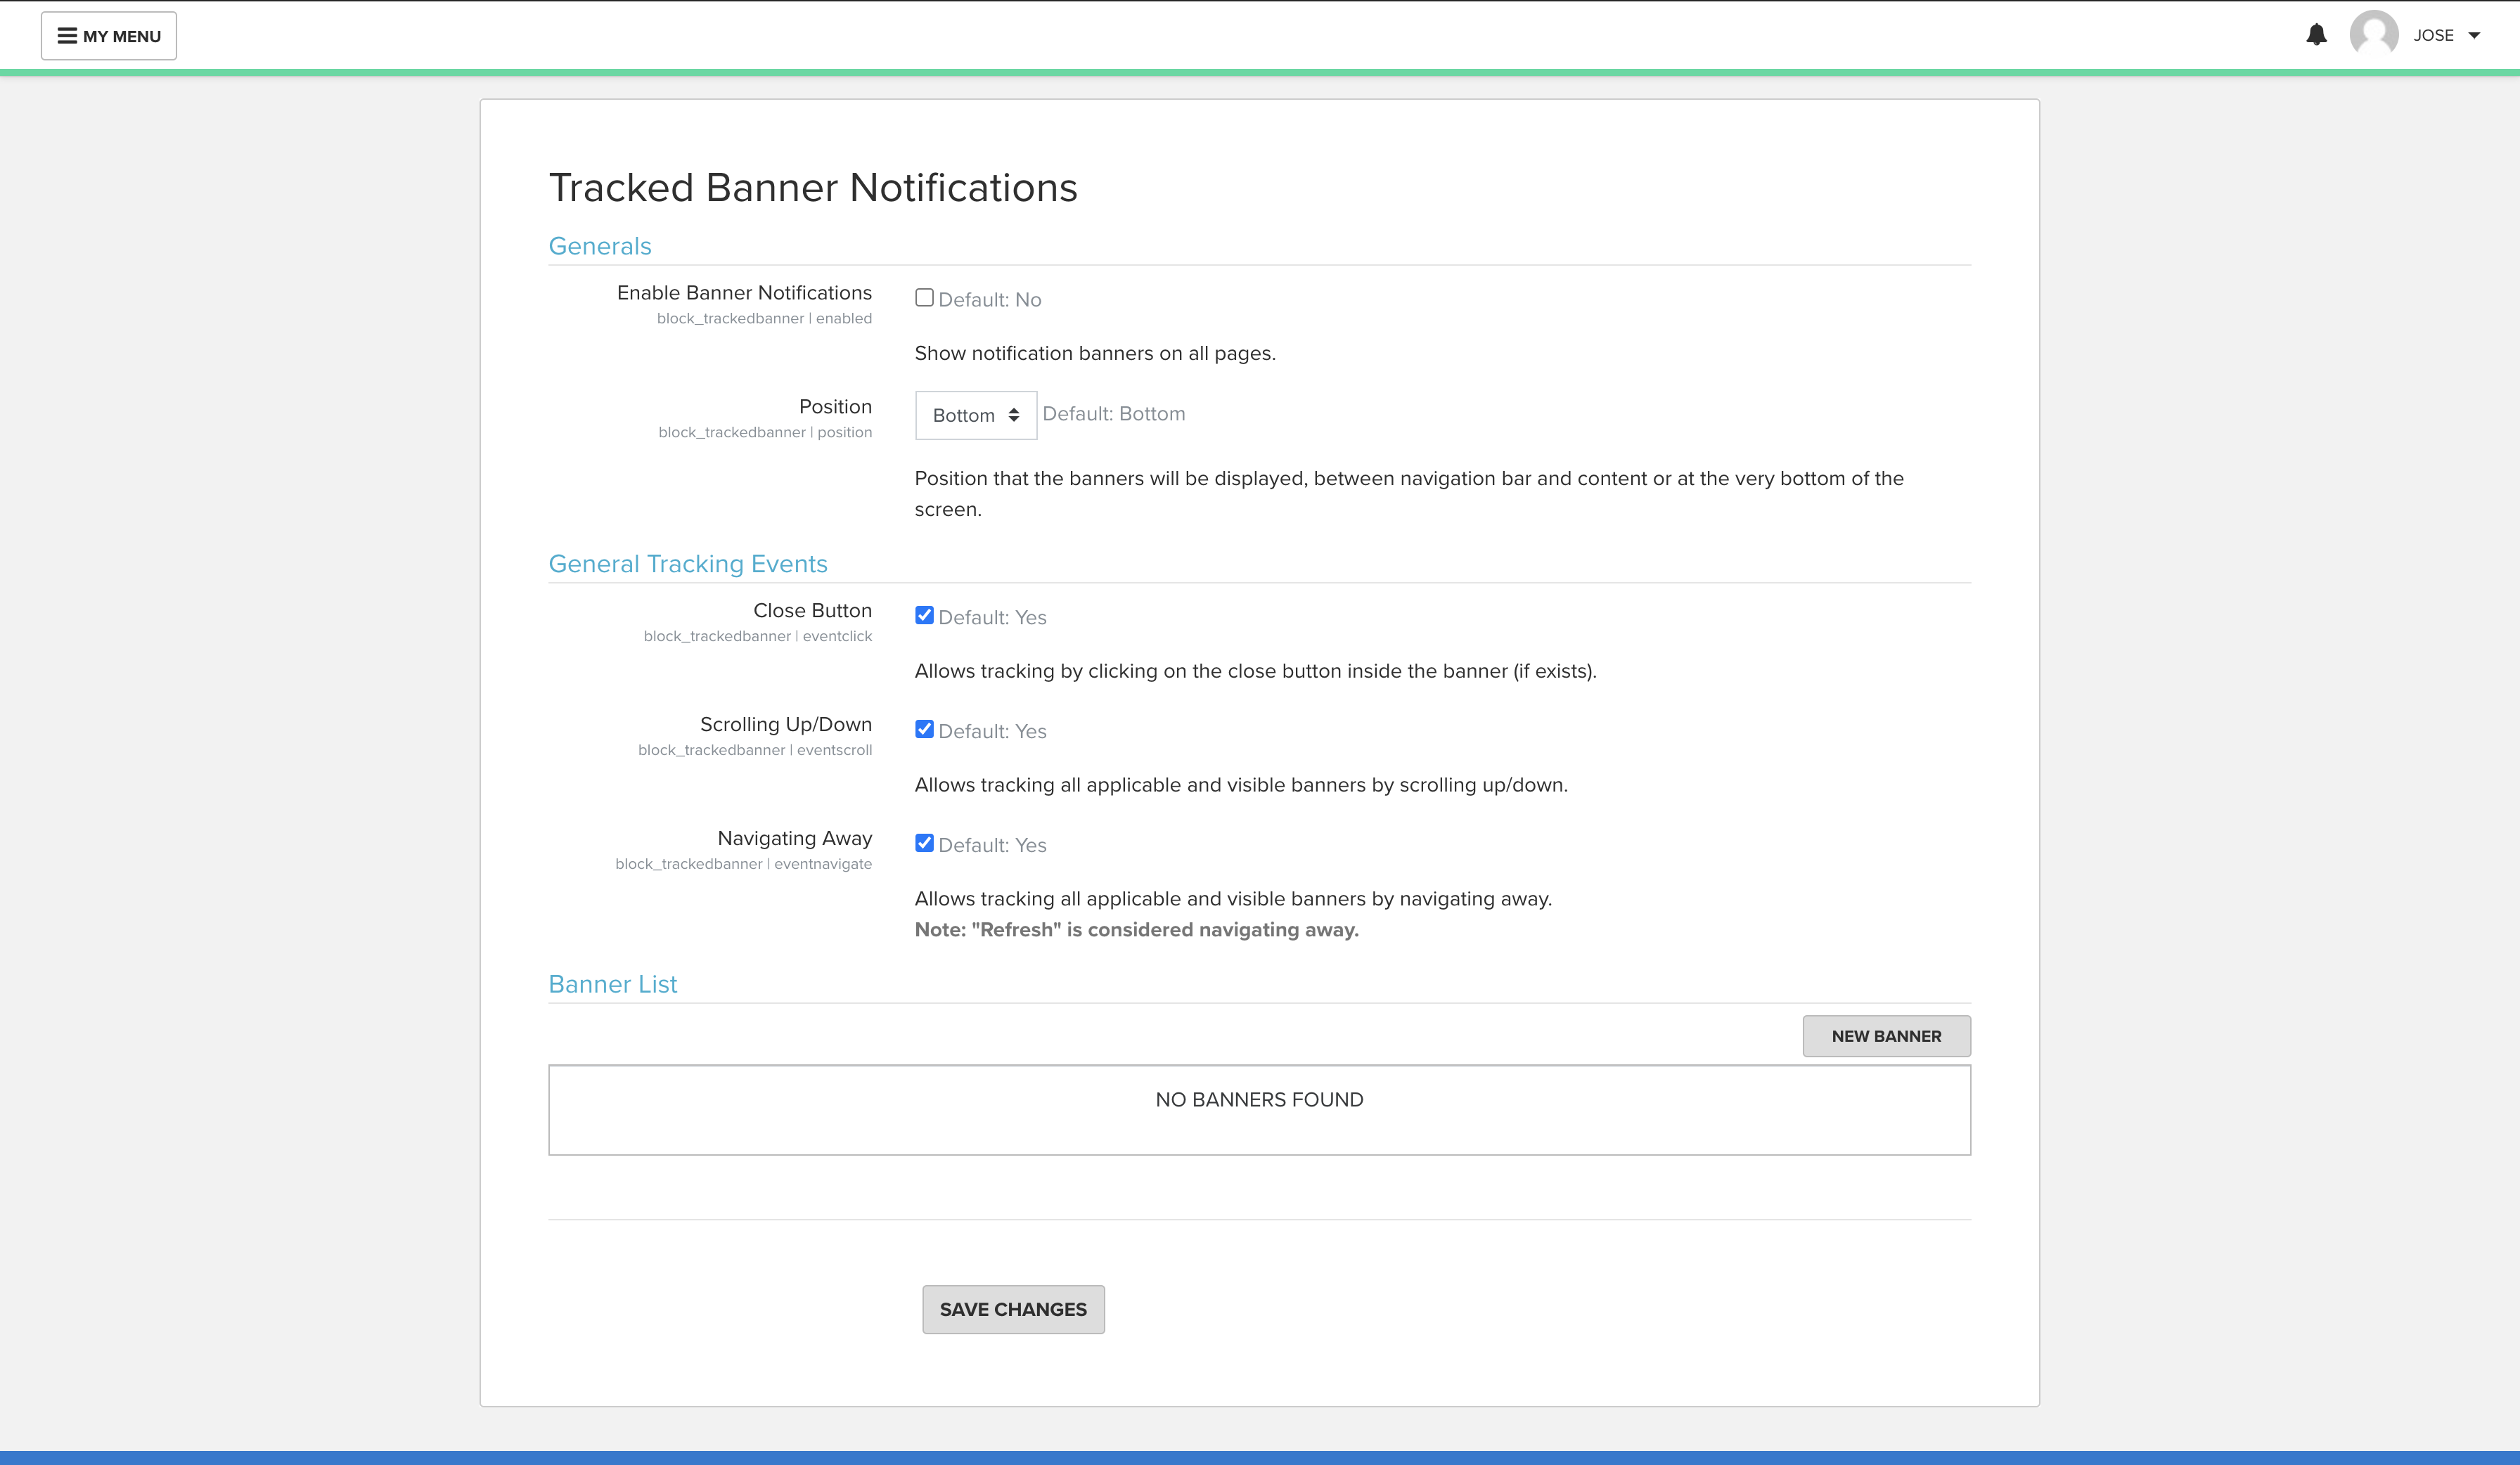 MY MENU
JOSE
Tracked Banner Notifications
Generals
Enable Banner Notifications
block_trackedbanner | enabled
Default: No
Show notification banners on all pages.
Position
block_trackedbanner | position
Bottom
Default: Bottom
Position that the banners will be displayed, between navigation bar and content or at the very bottom of the
screen.
General Tracking Events
Close Button
block_trackedbanner | eventclick
Default: Yes
Allows tracking by clicking on the close button inside the banner (if exists).
Scrolling Up/Down
block_trackedbanner | eventscroll
Default: Yes
Allows tracking all applicable and visible banners by scrolling up/down.
Navigating Away
block_trackedbanner | eventnavigate
Default: Yes
Allows tracking all applicable and visible banners by navigating away.
Note: "Refresh" is considered navigating away.
Banner List
NEW BANNER
NO BANNERS FOUND
SAVE CHANGES